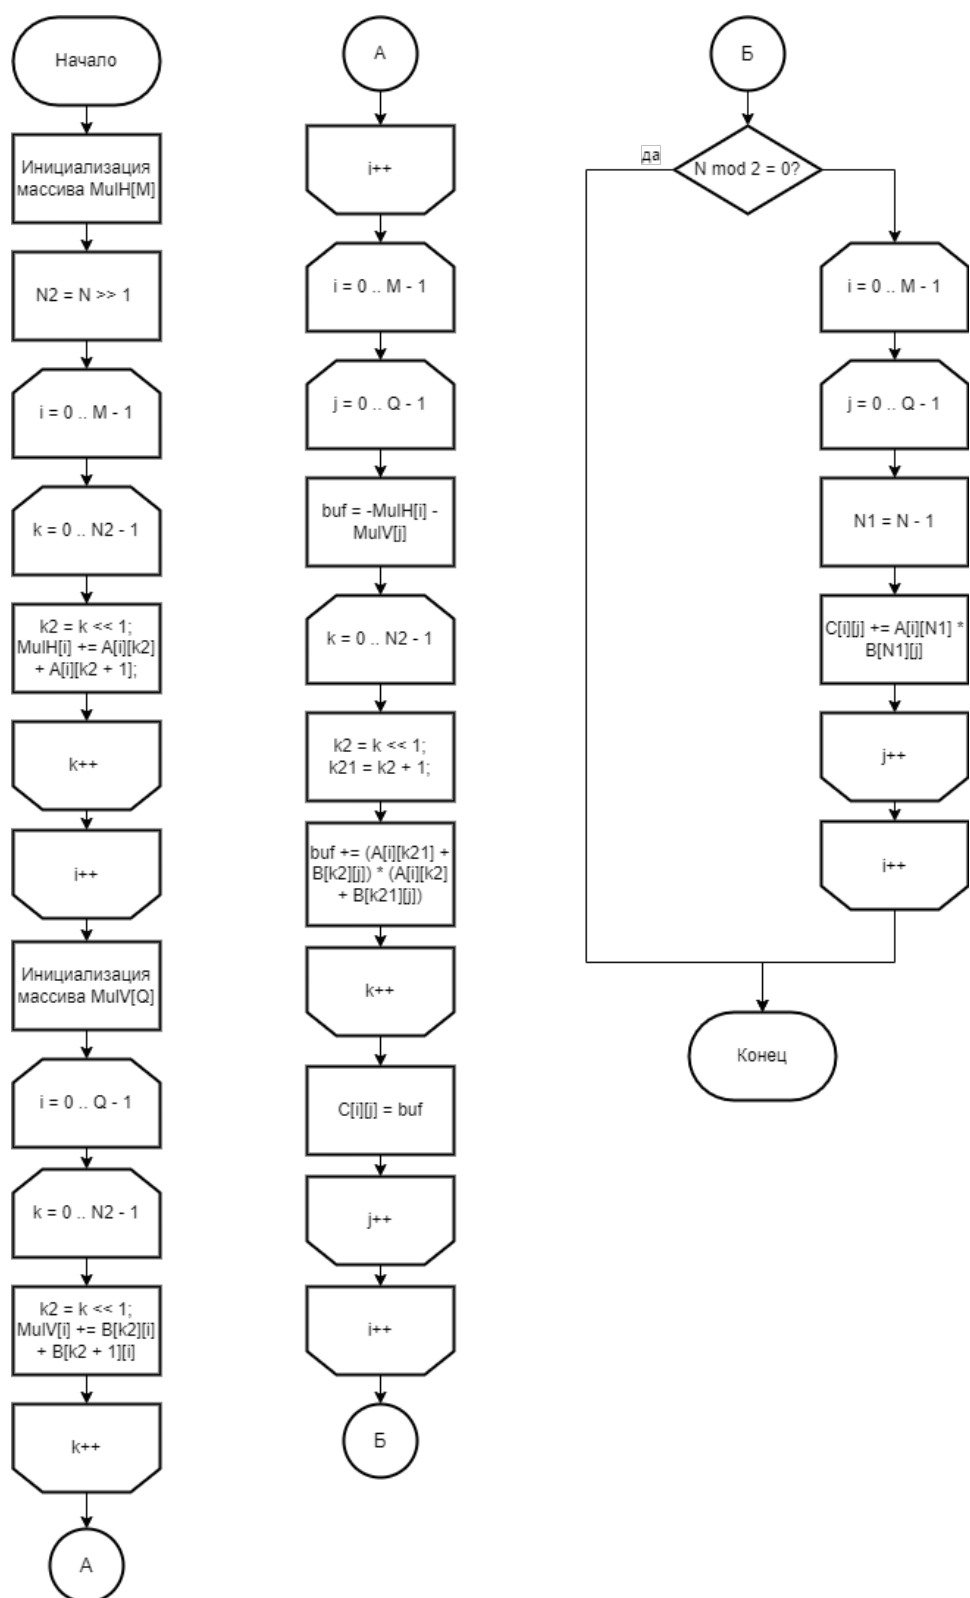 Начало
Инициализация
массива MulH[M]
N2 = N >> 1
i = 0 .. M - 1
k = 0 .. N2 - 1
k2 = k << 1;
MulH[i] += A[i][k2]
+ A[i][k2 + 1];
k++
i++
Инициализация
массива MulV[Q]
i = 0 .. Q - 1
k = 0 .. N2 - 1
k2 = k << 1;
MulV[i] += B[k2][i]
+ B[k2 + 1][i]
k++
А
А
i++
i = 0 .. M - 1
j = 0 .. Q - 1
buf = -MulH[i] -
MulV[j]
k = 0 .. N2 - 1
k2 = k << 1;
k21 = k2 + 1;
buf += (A[i][k21] +
B[k2][j]) * (A[i][k2]
+ B[k21][j])
k++
C[i][j] = buf
j++
i++
Б
Б
да
N mod 2 = 0?
i = 0 .. M - 1
j = 0 .. Q - 1
N1 = N - 1
C[i][j] += A[i][N1] *
B[N1][j]
j++
i++
Конец